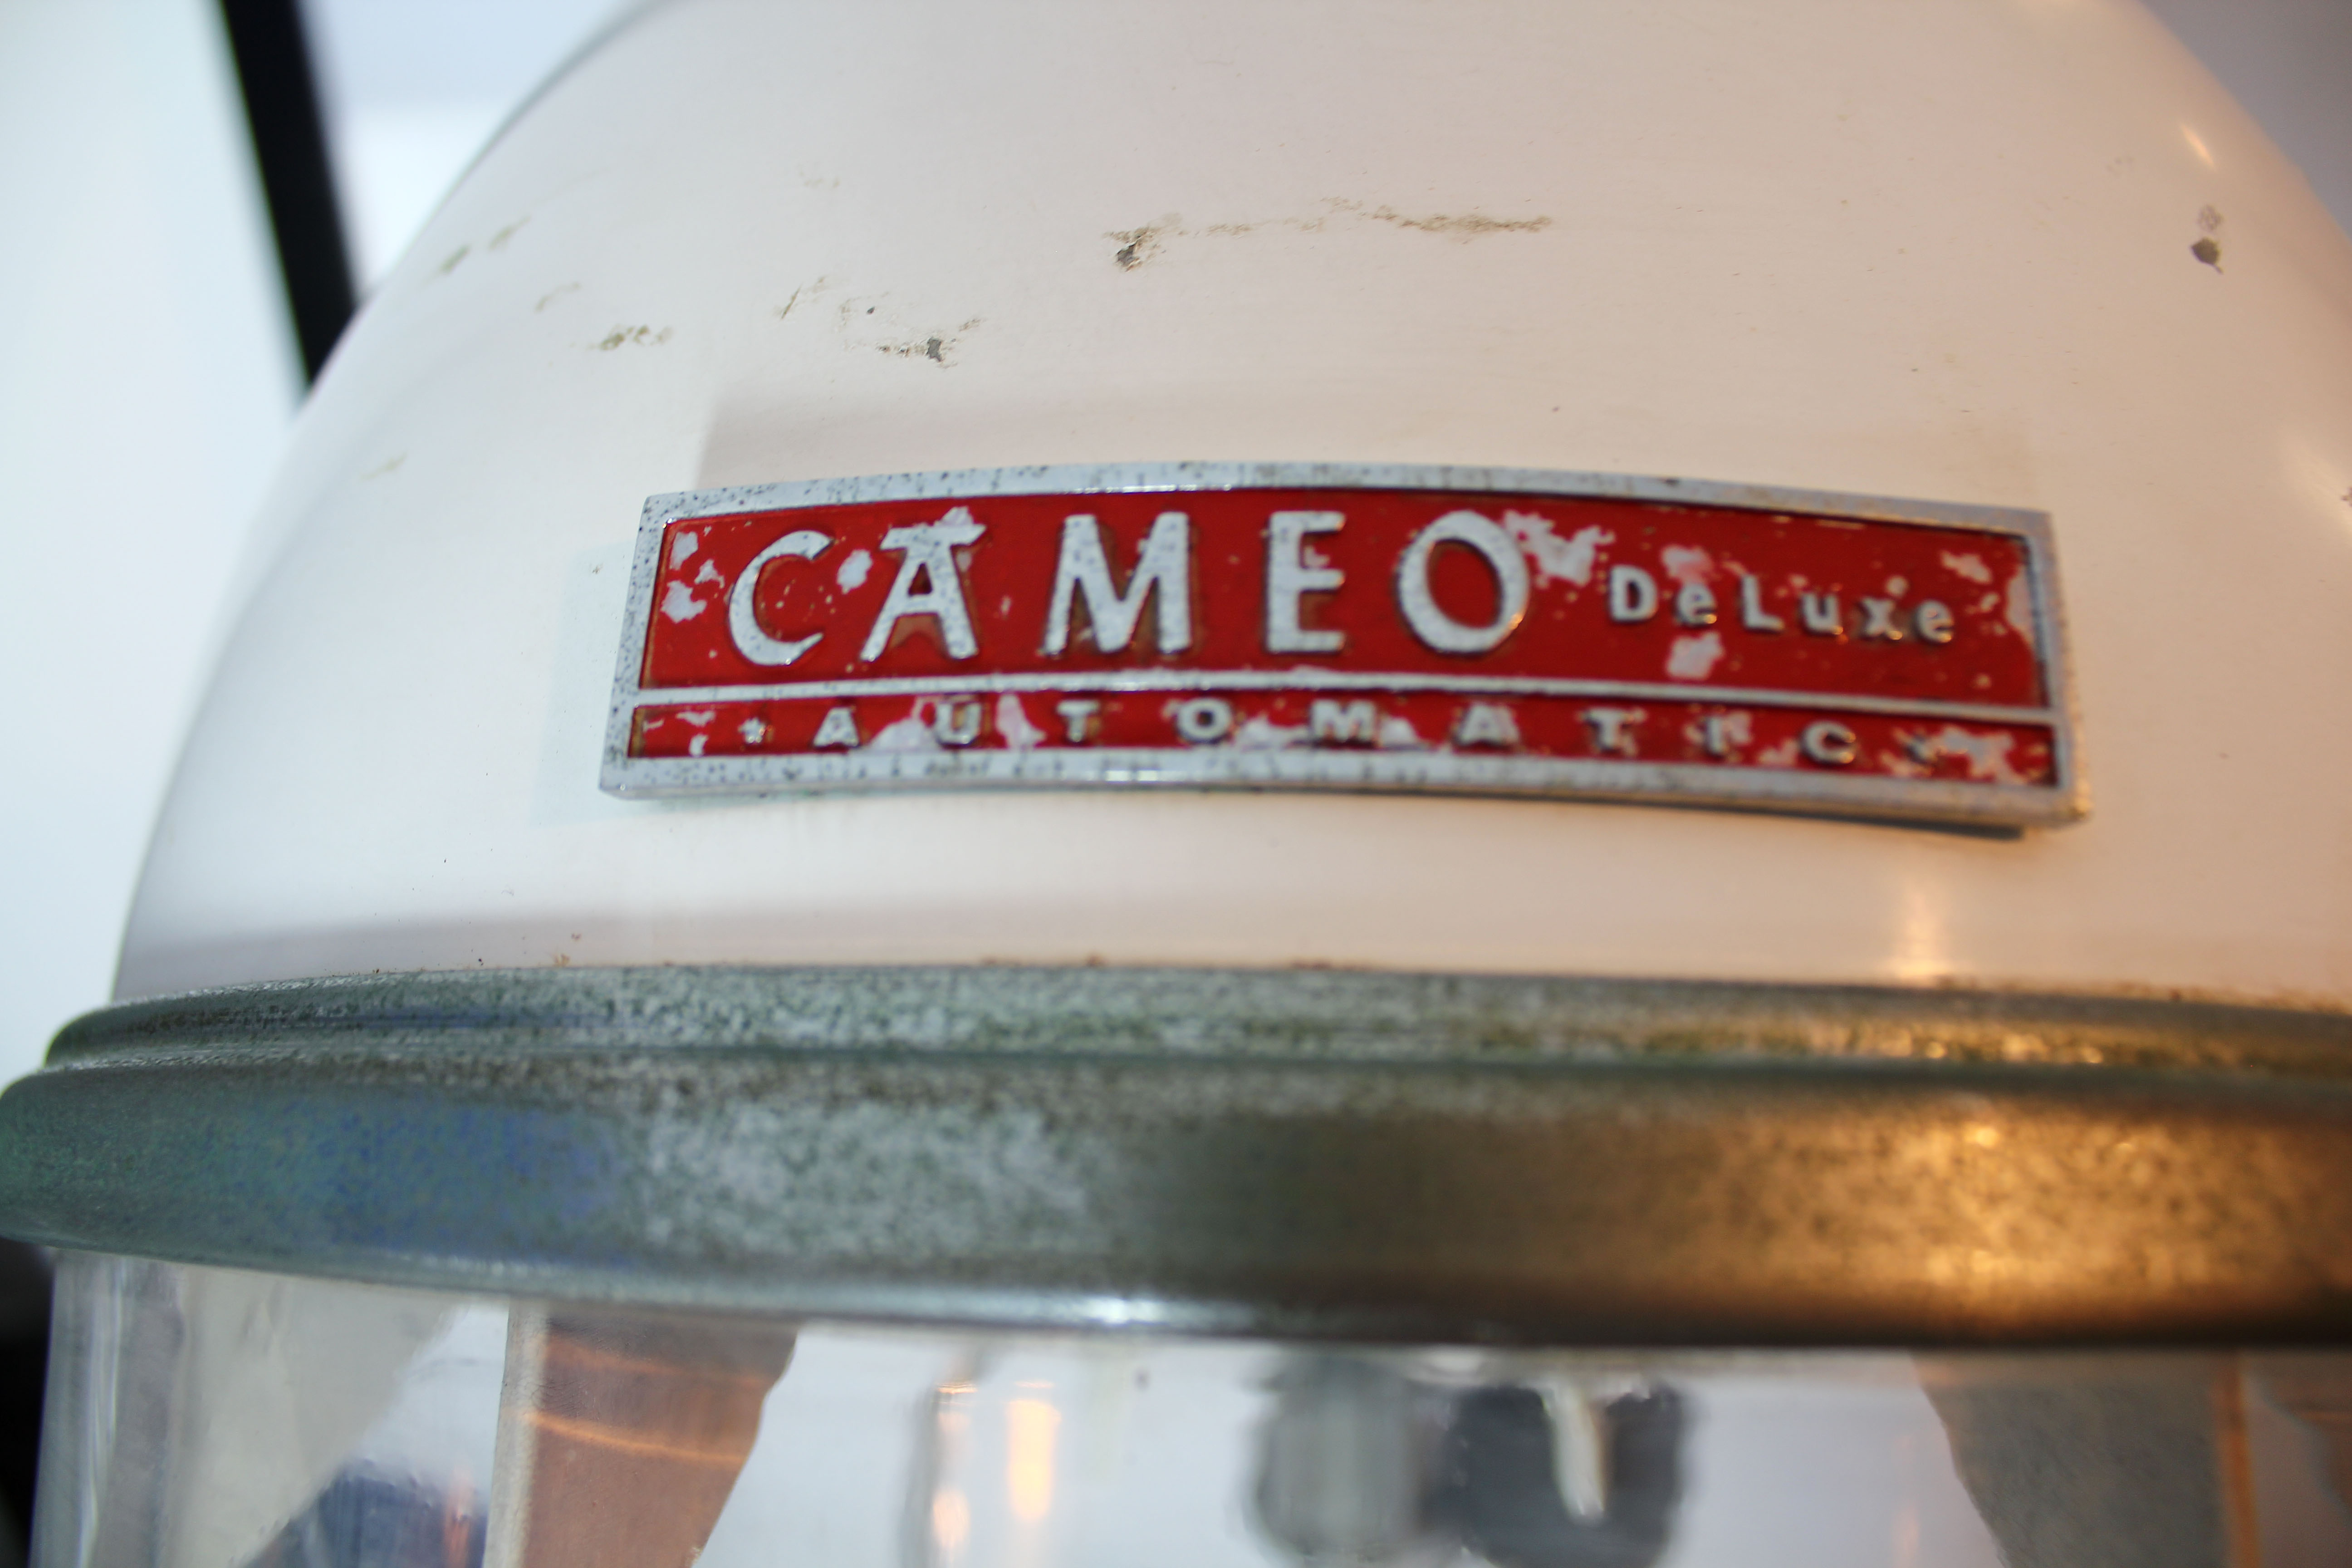 CAMEO DeLuxe
* AUTOMATIC *